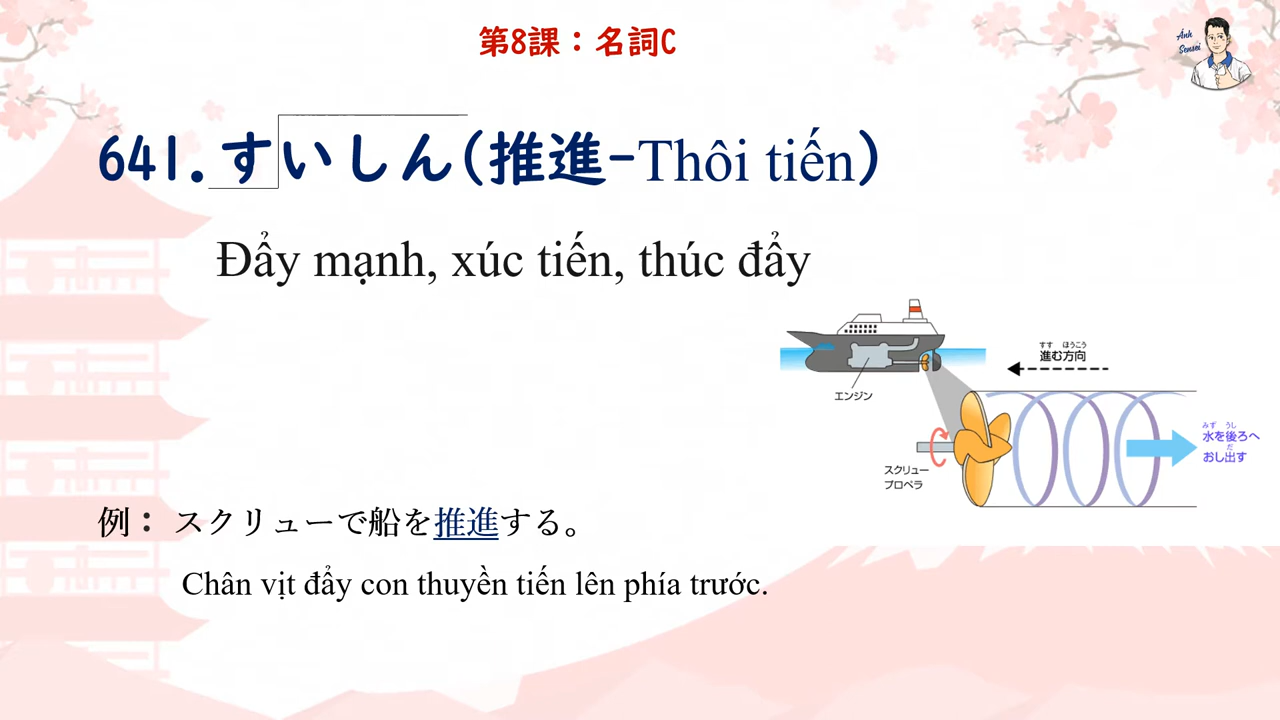 第8課：名詞C
Anh
Sensei
641.すいしん(推進-Thôi tiến)
Đẩy mạnh, xúc tiến, thúc đẩy
すす ほうこう
進む方向
エンジン
みず うし
水を後ろへ
だ
おし出す
スクリュー
プロペラ
例： スクリューで船を推進する。
Chân vịt đẩy con thuyền tiến lên phía trước.